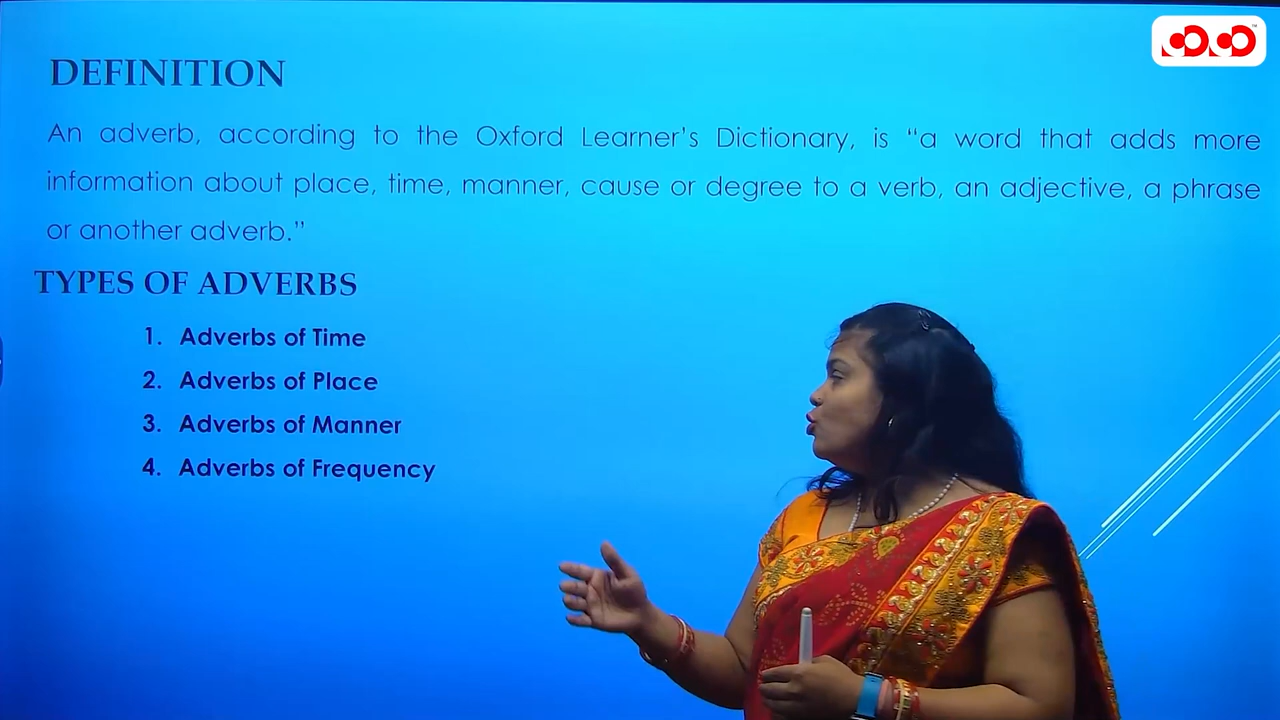 DEFINITION
An adverb, according to the Oxford Learner’s Dictionary, is “a word that adds more
information about place, time, manner, cause or degree to a verb, an adjective, a phrase
or another adverb.”
TYPES OF ADVERBS
1. Adverbs of Time
2. Adverbs of Place
3. Adverbs of Manner
4. Adverbs of Frequency